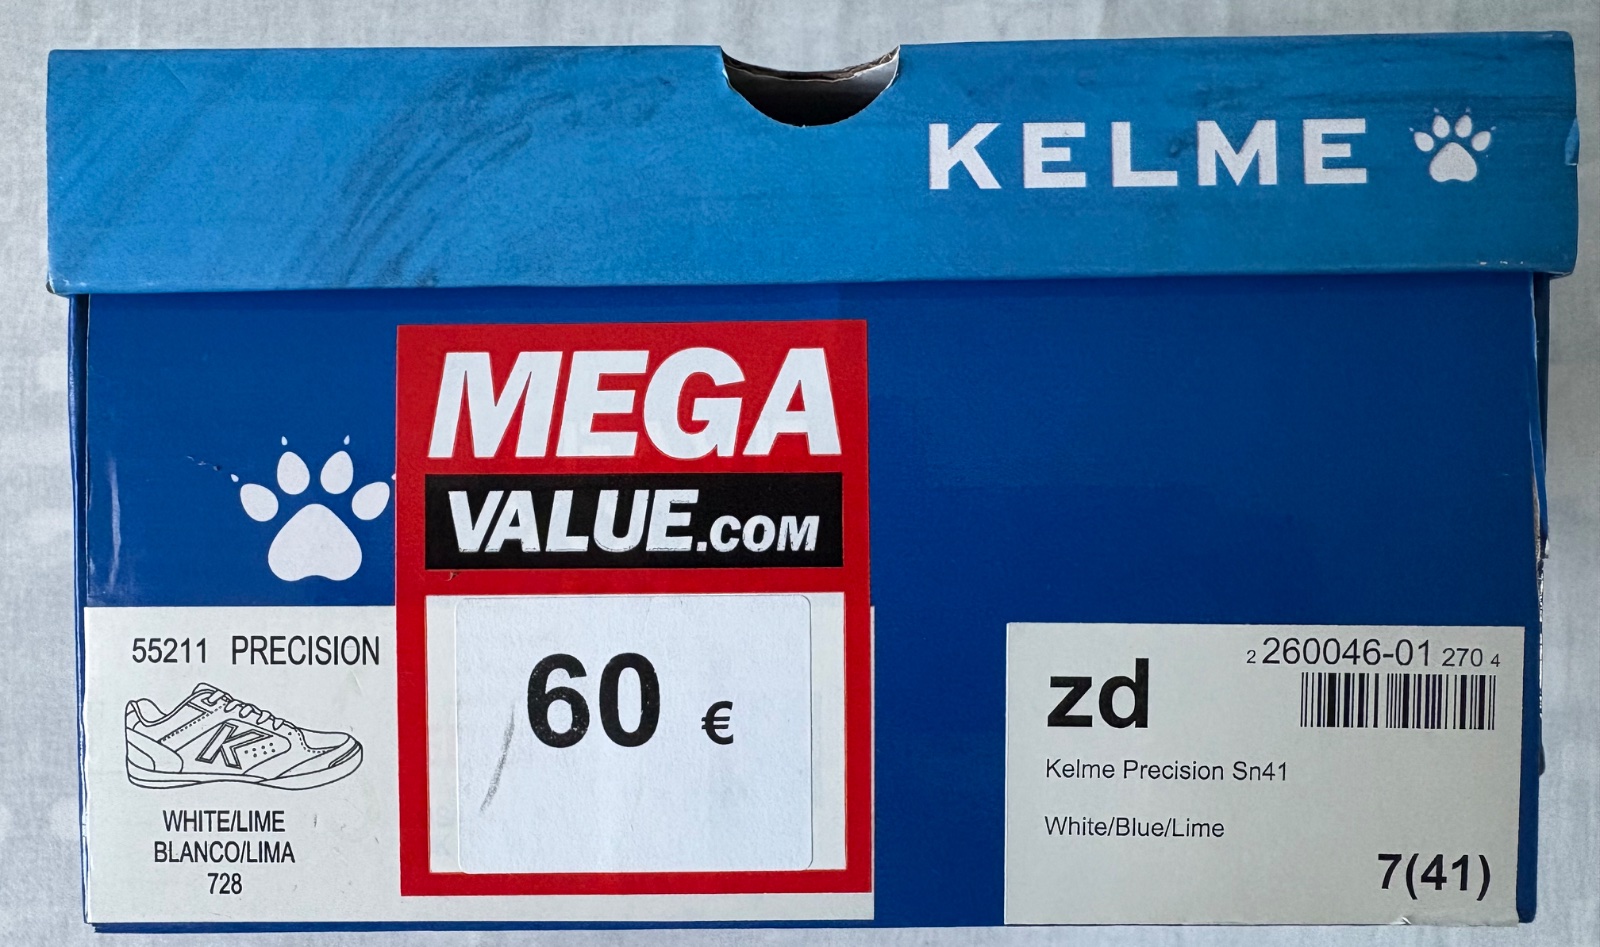 KELME
MEGA
VALUE.COM
60 €
55211 PRECISION
K
WHITE/LIME
BLANCO/LIMA
728
zd
2 260046-01 270 4
Kelme Precision Sn41
White/Blue/Lime
7(41)